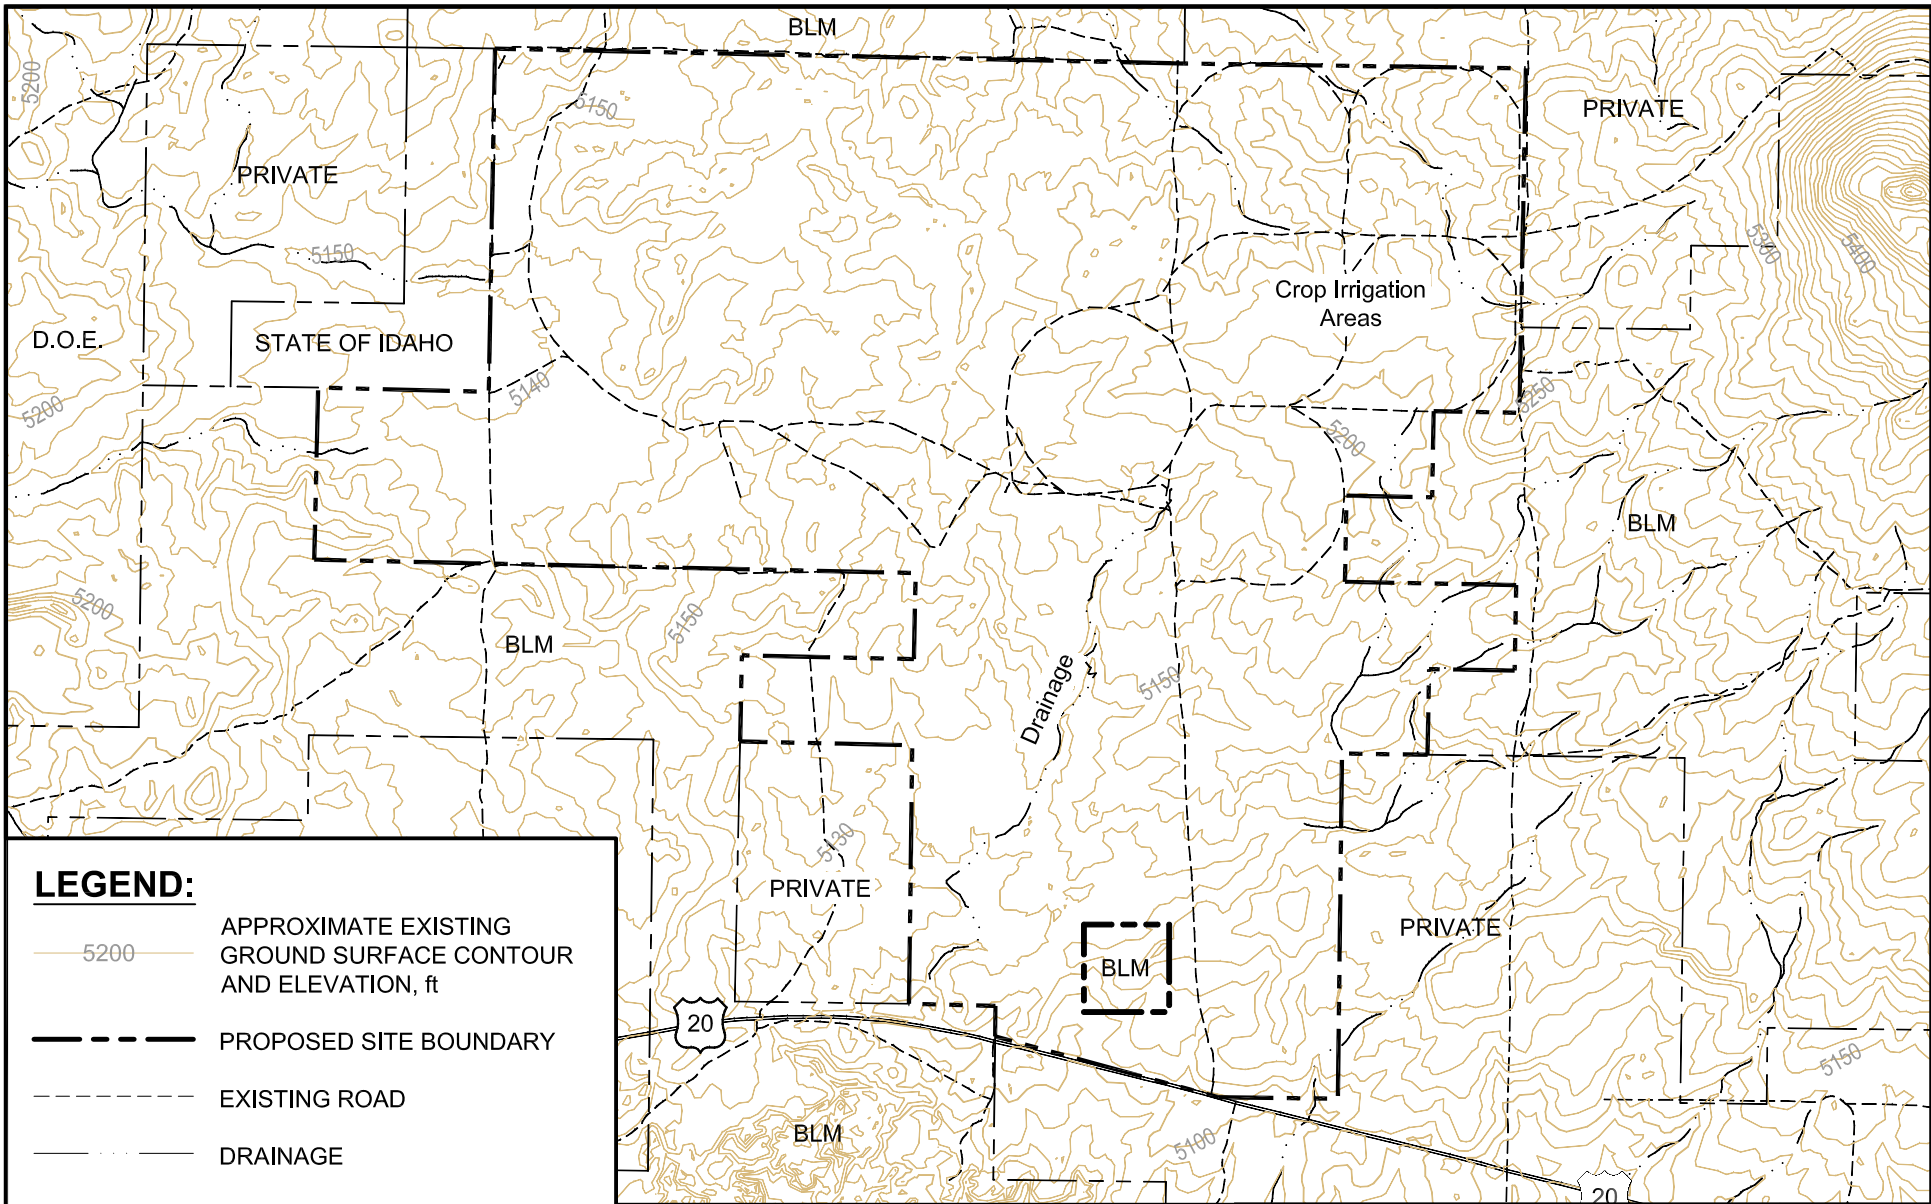 BLM
5200
5150
PRIVATE
PRIVATE
5150
5300
5400
Crop Irrigation
Areas
D.O.E.
STATE OF IDAHO
5140
5250
5200
5200
BLM
5200
5150
BLM
Drainage
5150
5130
PRIVATE
PRIVATE
BLM
20
5150
BLM
5100
20
LEGEND:
APPROXIMATE EXISTING
5200
GROUND SURFACE CONTOUR
AND ELEVATION, ft
PROPOSED SITE BOUNDARY
EXISTING ROAD
DRAINAGE